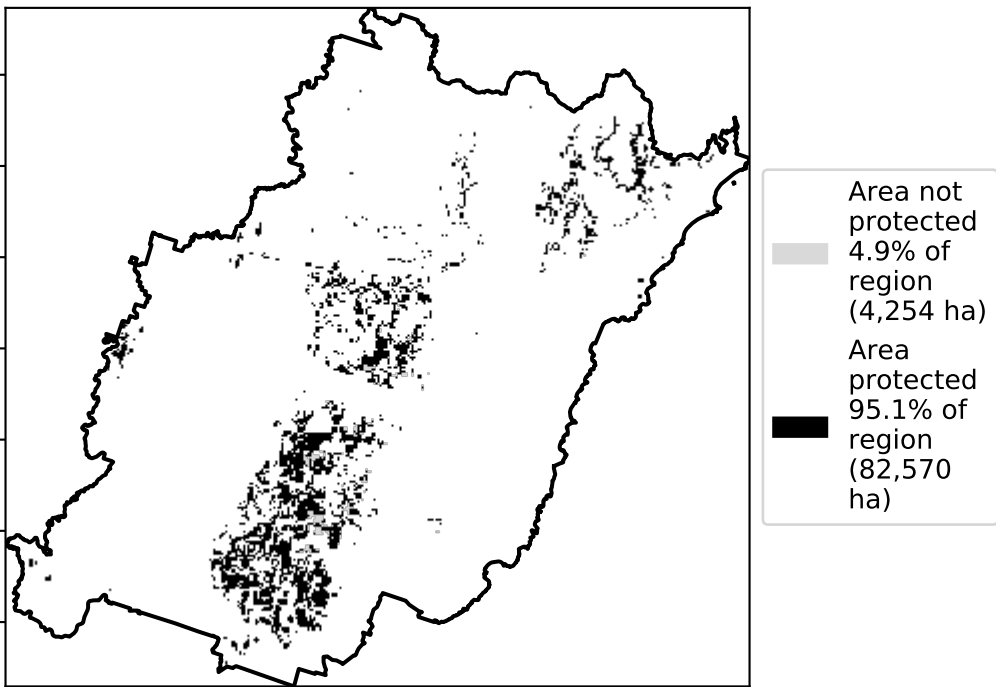 Area not
protected
4.9% of
region
(4,254 ha)
Area
protected
95.1% of
region
(82,570
ha)